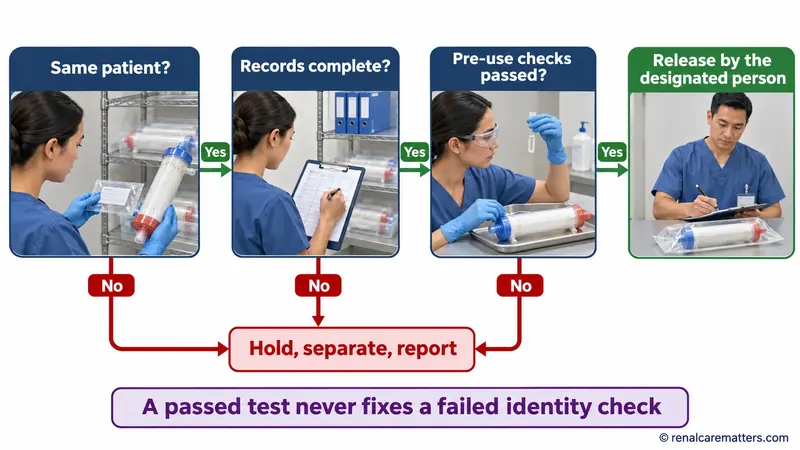 Same patient?
Records complete?
Pre-use checks
passed?
Release by the
designated person
Yes
Yes
Yes
No
No
No
Hold, separate, report
A passed test never fixes a failed identity check
© renalcarematters.com